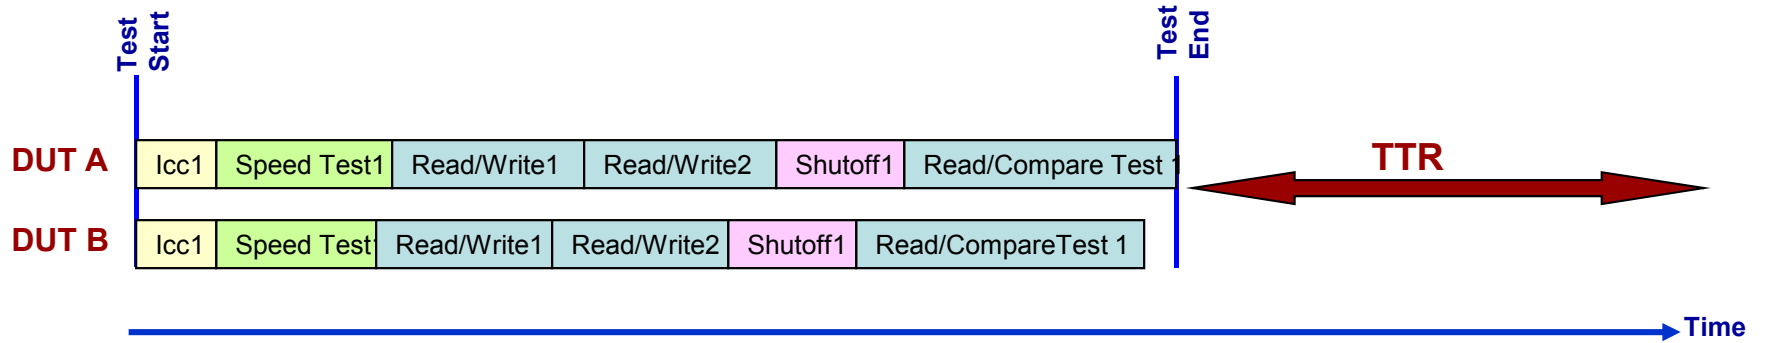 Test Start
Test End
DUT A
Icc1
Speed Test1
Read/Write1
Read/Write2
Shutoff1
Read/Compare Test 1
TTR
DUT B
Icc1
Speed Test1
Read/Write1
Read/Write2
Shutoff1
Read/CompareTest 1
Time